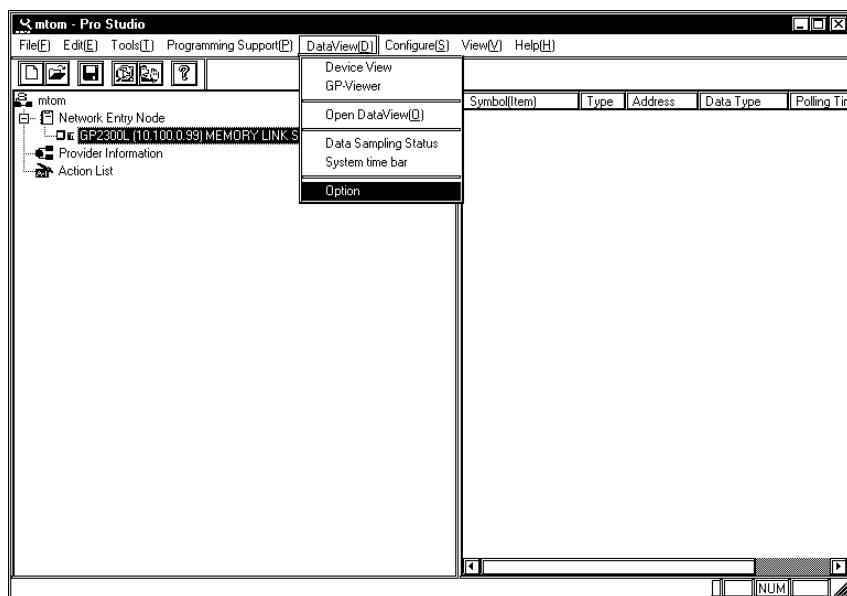 mtom - Pro Studio
File(F) Edit(E) Tools(T) Programming Support(P) DataView(D) Configure(S) View(V) Help(H)
Device View
GP-Viewer
Open DataView(O)
Data Sampling Status
System time bar
Option
mtom
Network Entry Node
GP2300L (10.100.0.99) MEMORY LINK S
Provider Information
Action List
Symbol(Item) Type Address Data Type Polling Tir
NUM